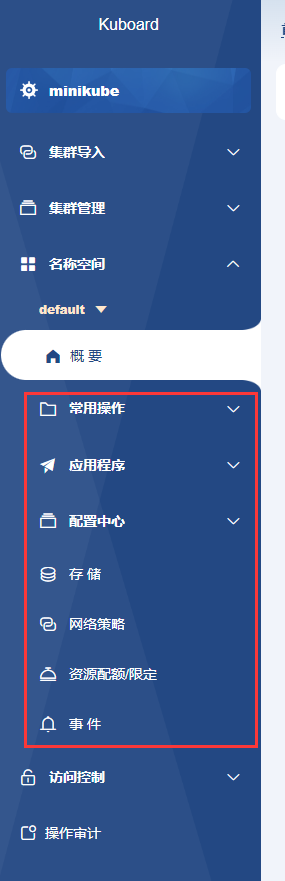 Kuboard
minikube
集群导入
集群管理
名称空间
default
概 要
常用操作
应用程序
配置中心
存 储
网络策略
资源配额/限定
事 件
访问控制
操作审计